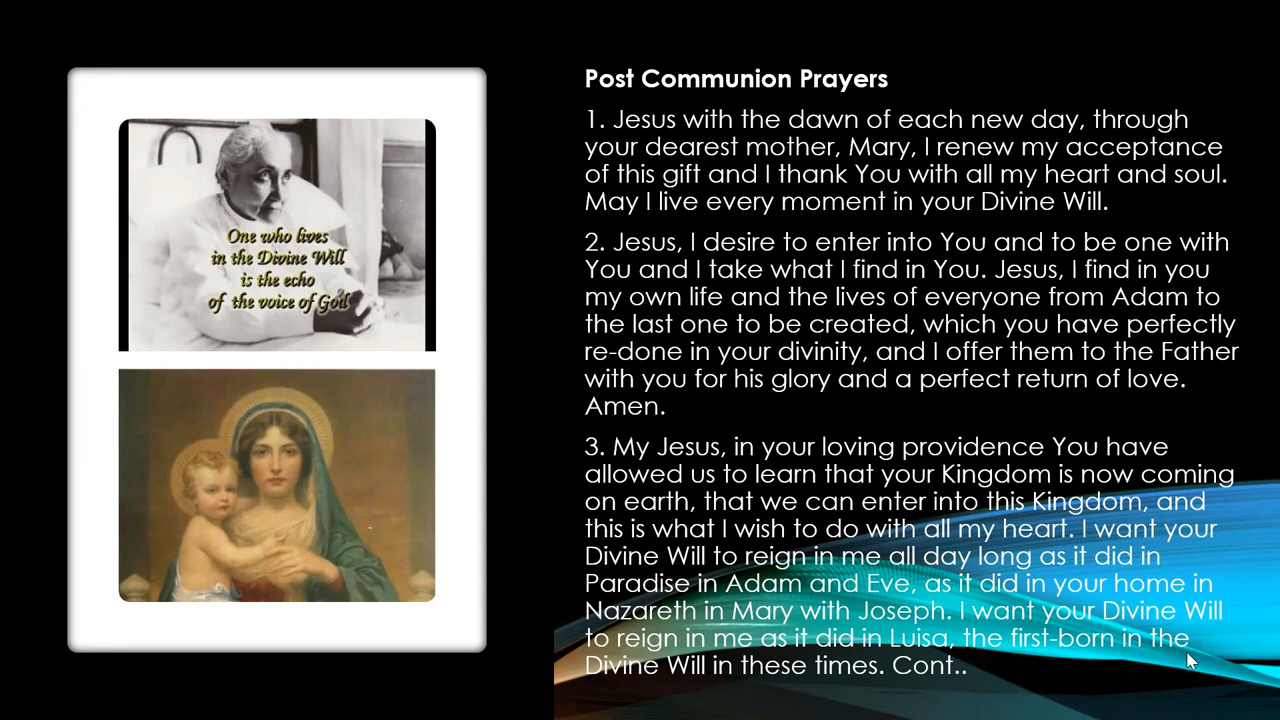 One who lives
in the Divine Will
is the echo
of the voice of God
Post Communion Prayers
1. Jesus with the dawn of each new day, through
your dearest mother, Mary, I renew my acceptance
of this gift and I thank You with all my heart and soul.
May I live every moment in your Divine Will.
2. Jesus, I desire to enter into You and to be one with
You and I take what I find in You. Jesus, I find in you
my own life and the lives of everyone from Adam to
the last one to be created, which you have perfectly
re-done in your divinity, and I offer them to the Father
with you for his glory and a perfect return of love.
Amen.
3. My Jesus, in your loving providence You have
allowed us to learn that your Kingdom is now coming
on earth, that we can enter into this Kingdom, and
this is what I wish to do with all my heart. I want your
Divine Will to reign in me all day long as it did in
Paradise in Adam and Eve, as it did in your home in
Nazareth in Mary with Joseph. I want your Divine Will
to reign in me as it did in Luisa, the first-born in the
Divine Will in these times. Cont..